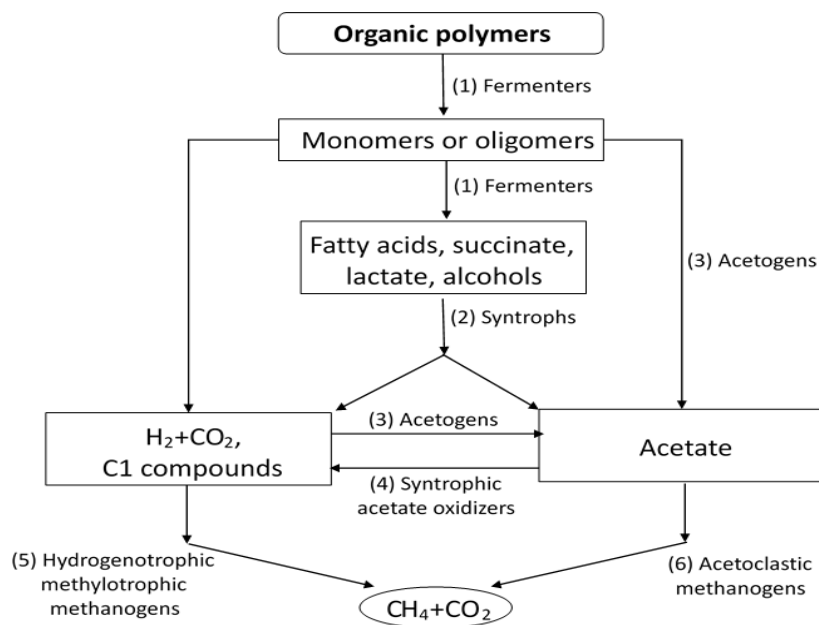 Organic polymers
(1) Fermenters
Monomers or oligomers
(1) Fermenters
Fatty acids, succinate,
lactate, alcohols
(3) Acetogens
(2) Syntrophs
H₂+CO₂,
C1 compounds
(3) Acetogens
Acetate
(4) Syntrophic
acetate oxidizers
(5) Hydrogenotrophic
methylotrophic
methanogens
(6) Acetoclastic
methanogens
CH₄+CO₂